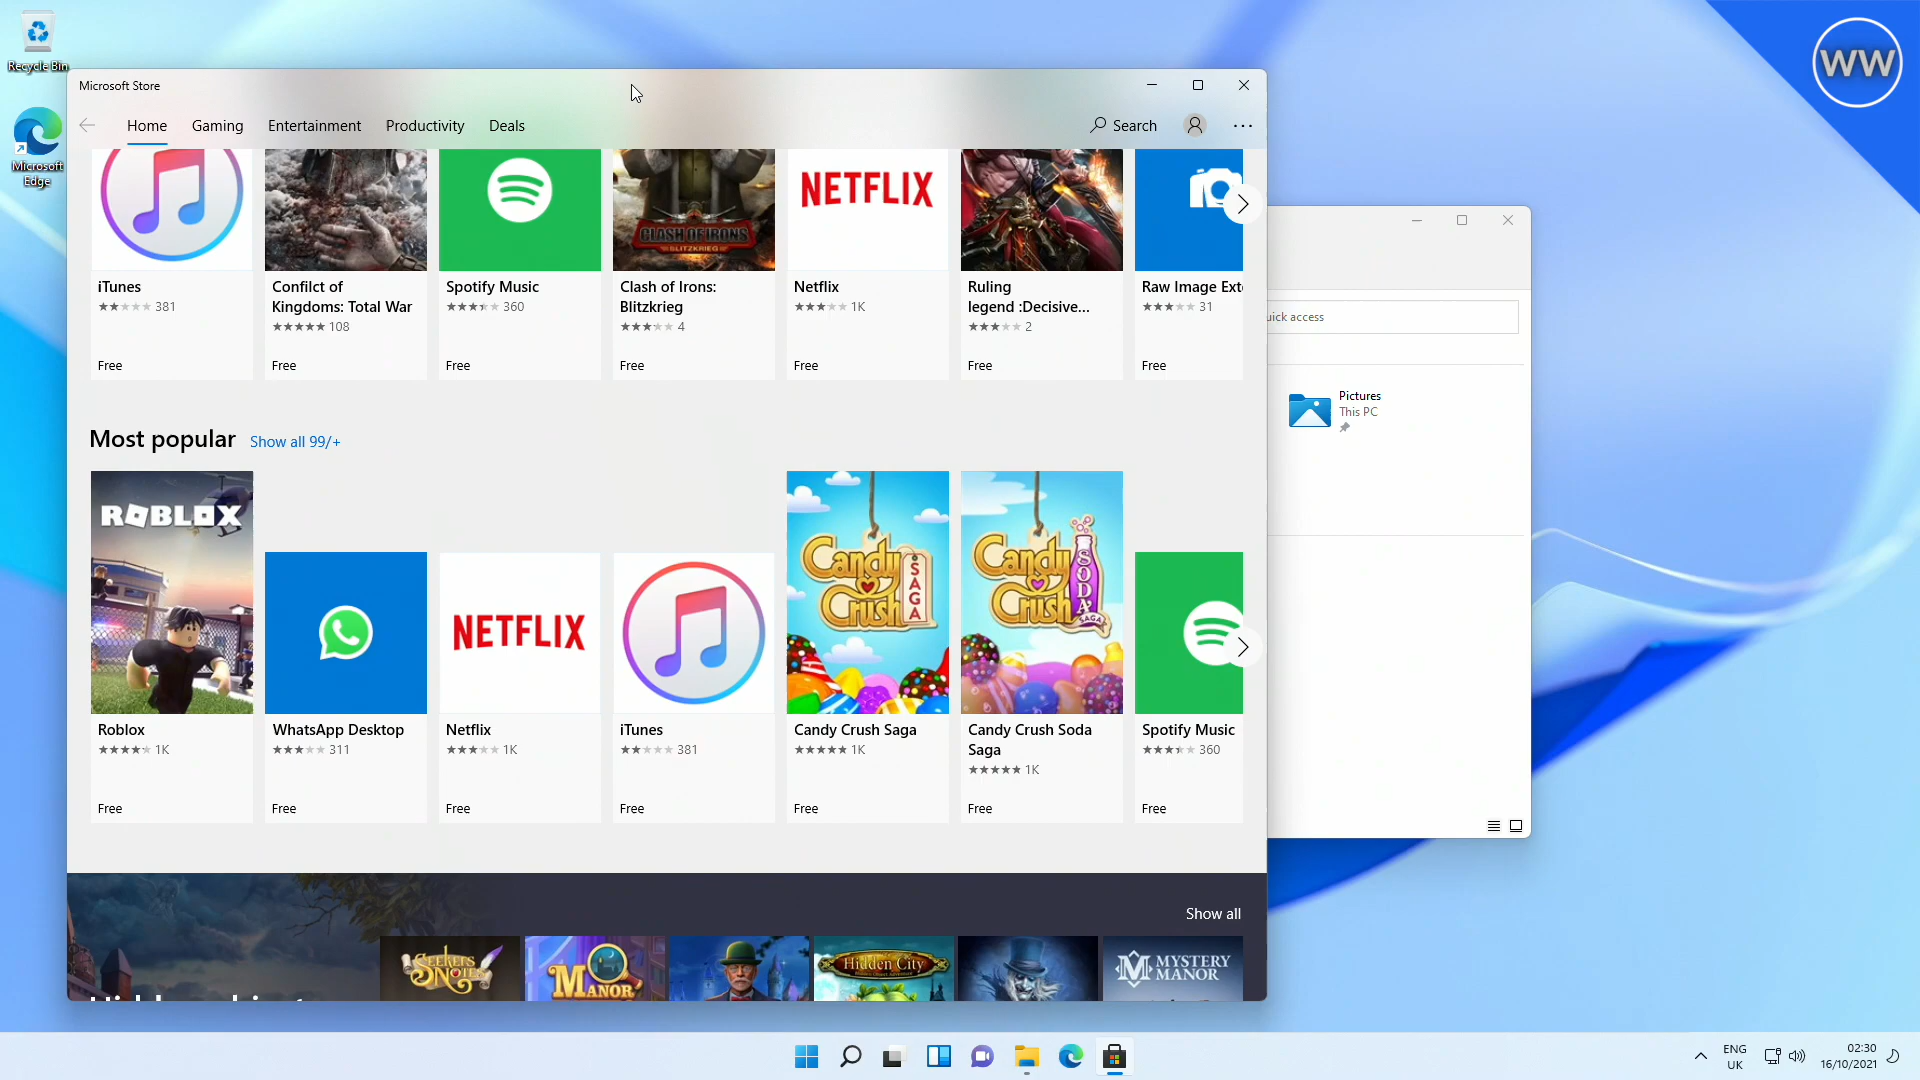 Recycle Bin
WW
Microsoft Store
Microsoft
Edge
Home Gaming Entertainment Productivity Deals
Search
NETFLIX
CLASH OF IRONS
BLITZKRIEG
iTunes
381
Free
Confilct of
Kingdoms: Total War
108
Free
Spotify Music
360
Free
Clash of Irons:
Blitzkrieg
4
Free
Netflix
1K
Free
Ruling
legend :Decisive...
2
Free
Raw Image Ext
31
Free
uick access
Pictures
This PC
Most popular Show all 99/+
ROBLOX
NETFLIX
Candy
Crush
SAGA
Candy
Crush
SODA
SAGA
Roblox
1K
Free
WhatsApp Desktop
311
Free
Netflix
1K
Free
iTunes
381
Free
Candy Crush Saga
1K
Free
Candy Crush Soda
Saga
1K
Free
Spotify Music
360
Free
Show all
SEEKERS
NOTES
MANOR
Hidden City
MYSTERY
MANOR
ENG
UK
02:30
16/10/2021